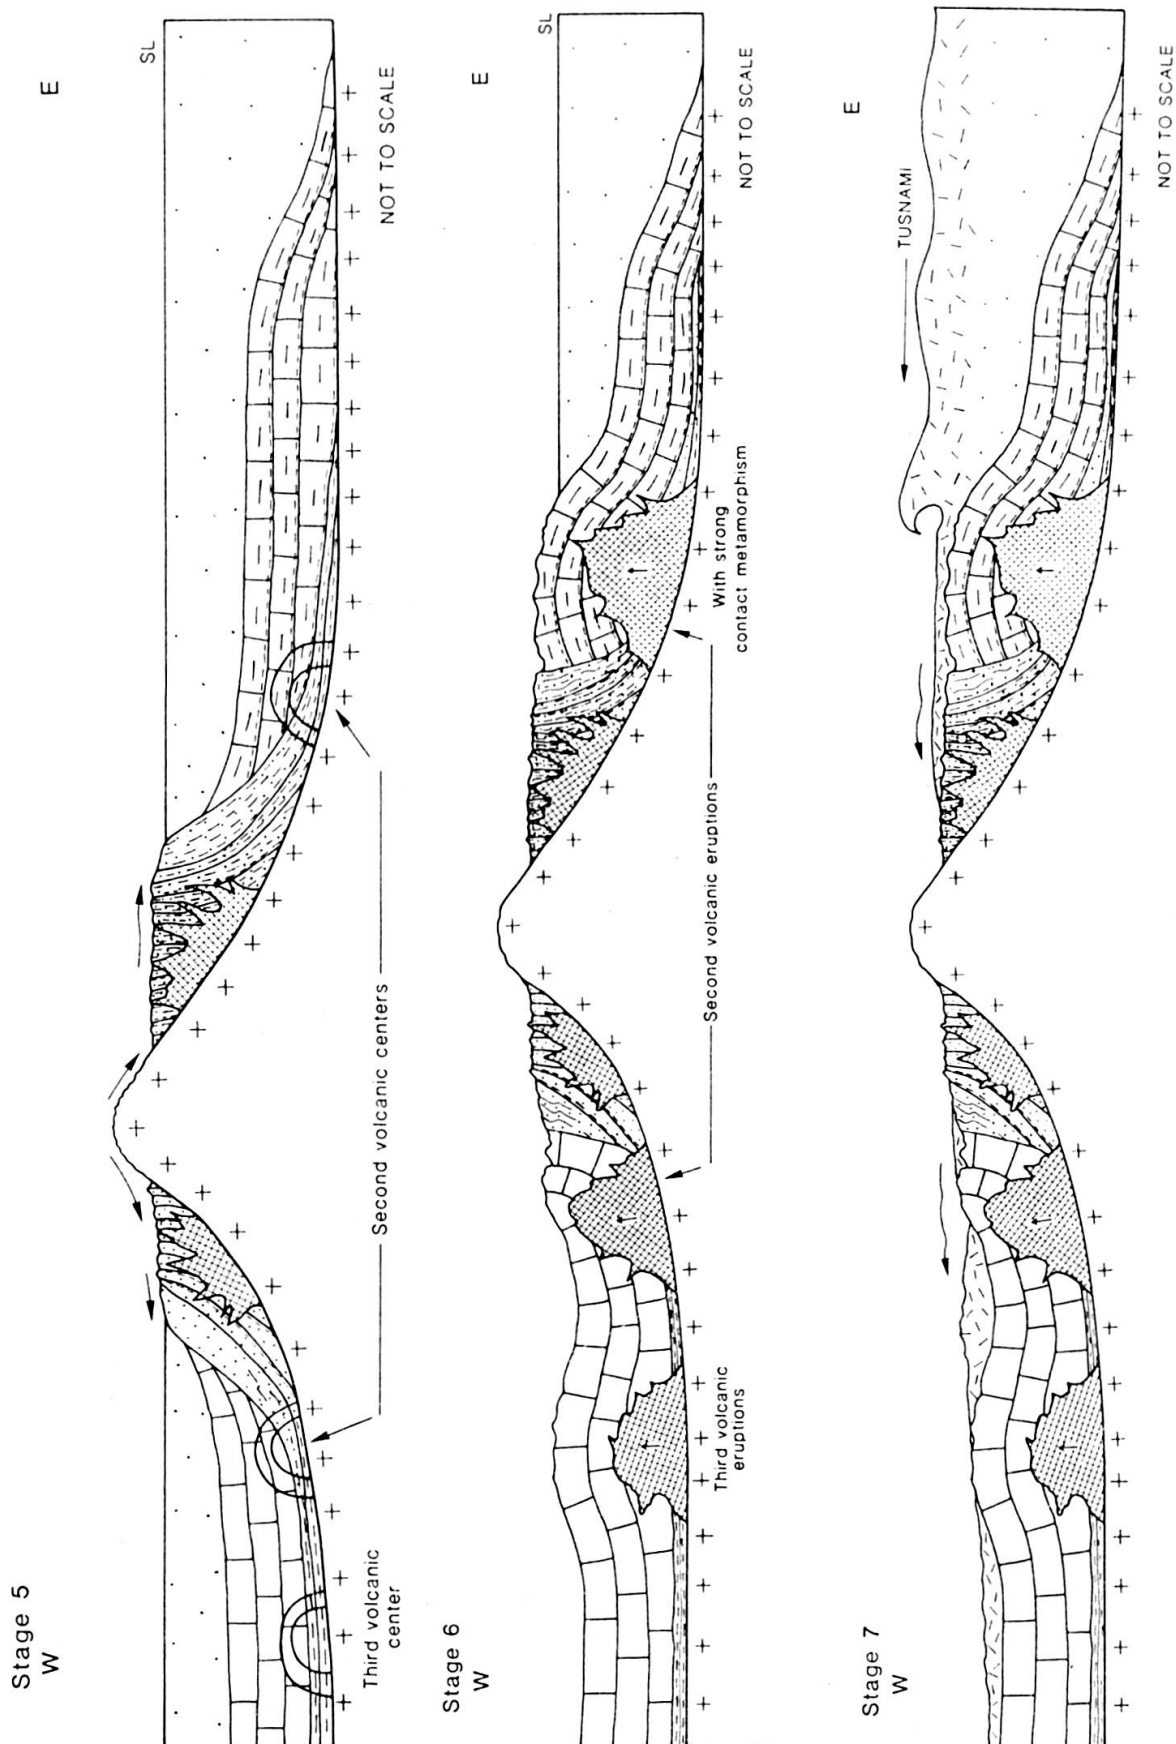 Stage 5
W
E
SL
Second volcanic centers
Third volcanic
center
NOT TO SCALE
Stage 6
W
E
SL
Second volcanic eruptions
With strong
contact metamorphism
Third volcanic
eruptions
NOT TO SCALE
Stage 7
W
E
TUSNAMI
NOT TO SCALE